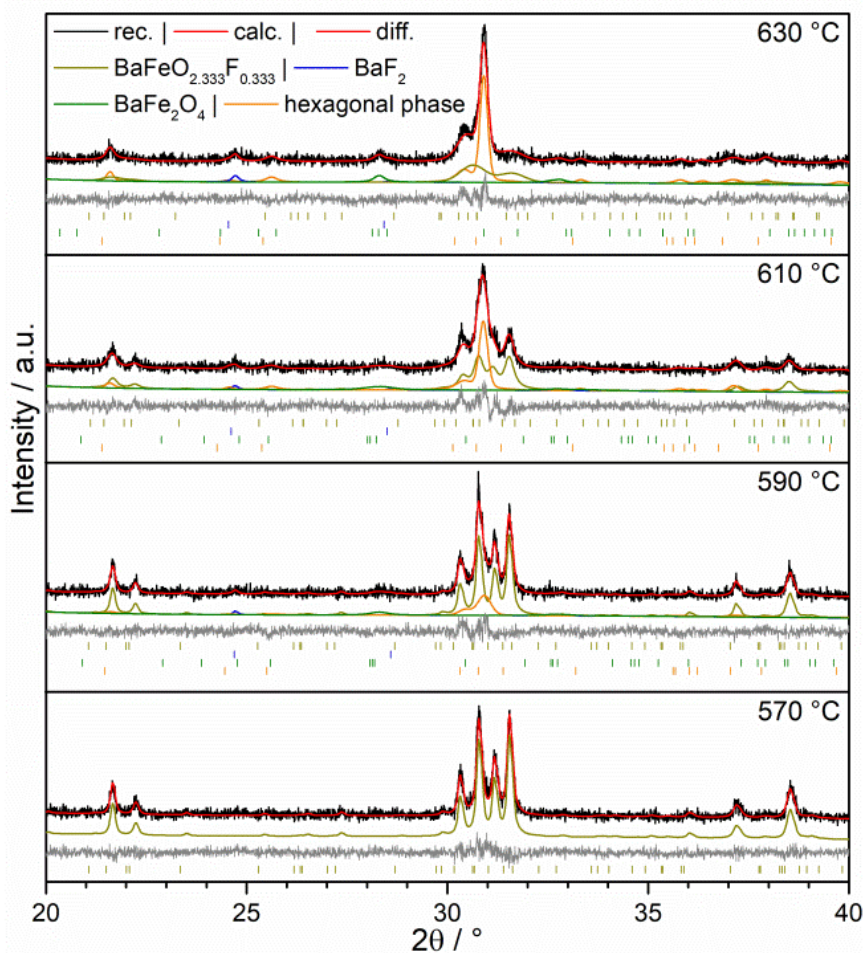 rec. | calc. | diff.
630 °C
BaFeO2.333F0.333 | BaF2
BaFe2O4 | hexagonal phase
610 °C
590 °C
570 °C
Intensity / a.u.
20 25 30 35 40
2θ / °